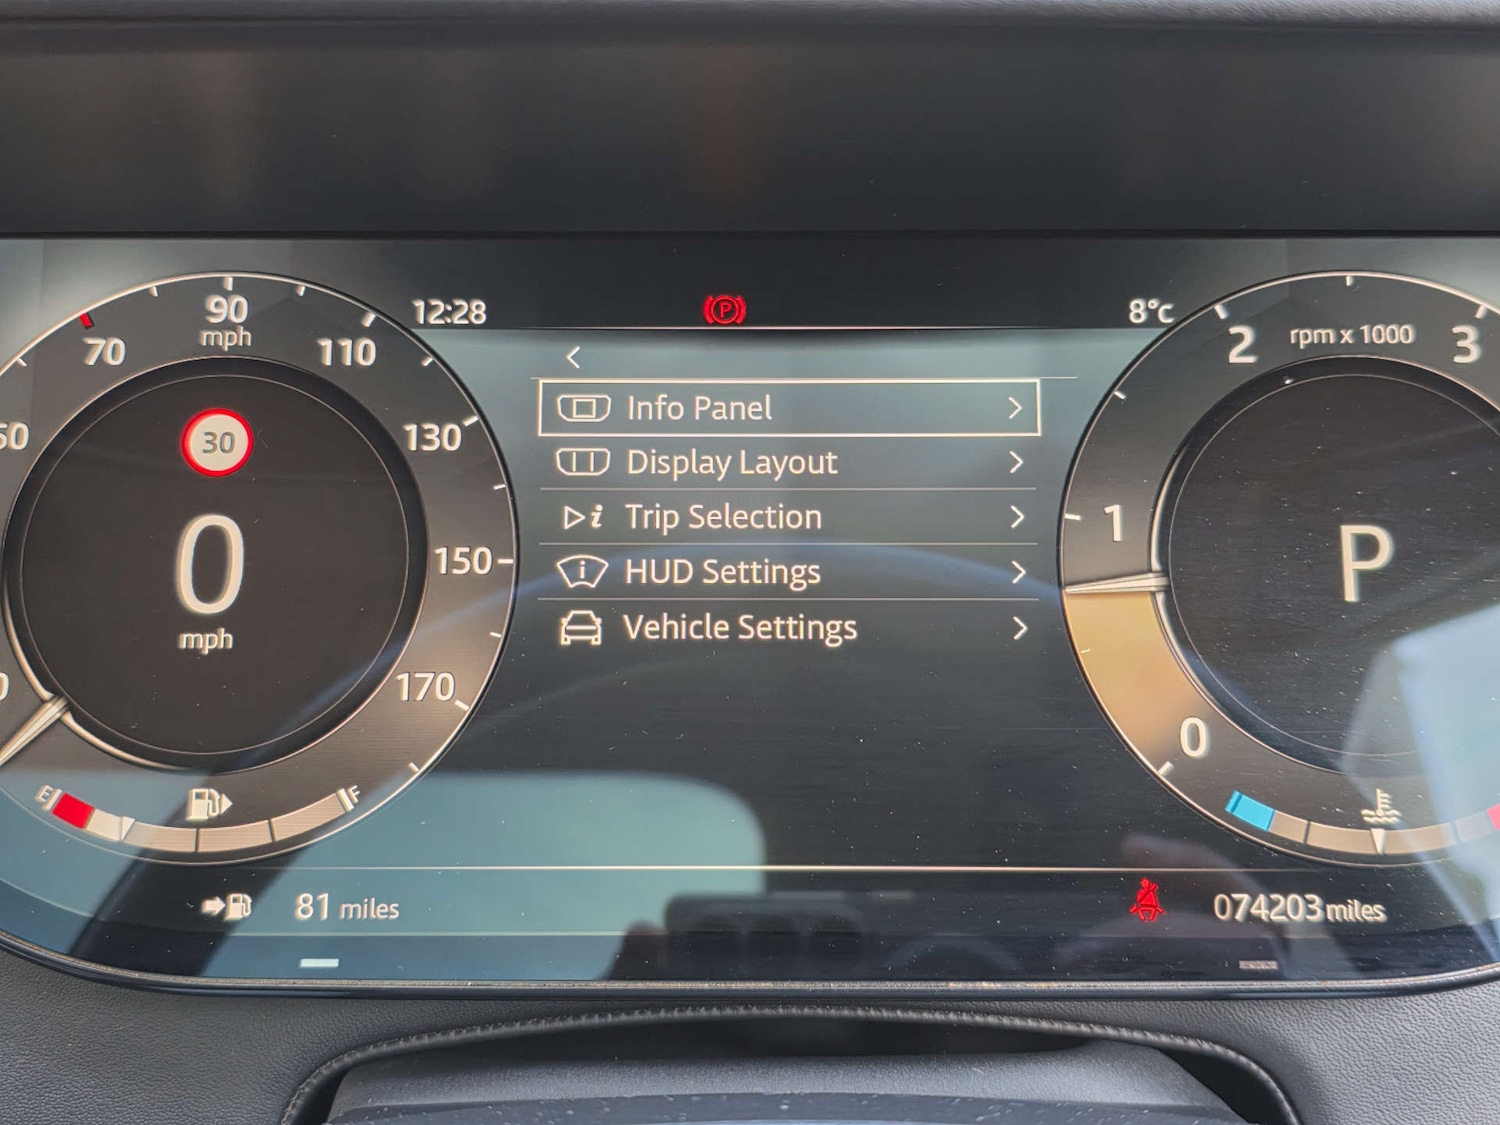 12:28
8°c
90
mph
70
110
50
130
30
0
mph
150
170
E
F
81 miles
Info Panel
Display Layout
Trip Selection
HUD Settings
Vehicle Settings
2
rpm x 1000
3
1
P
0
074203 miles